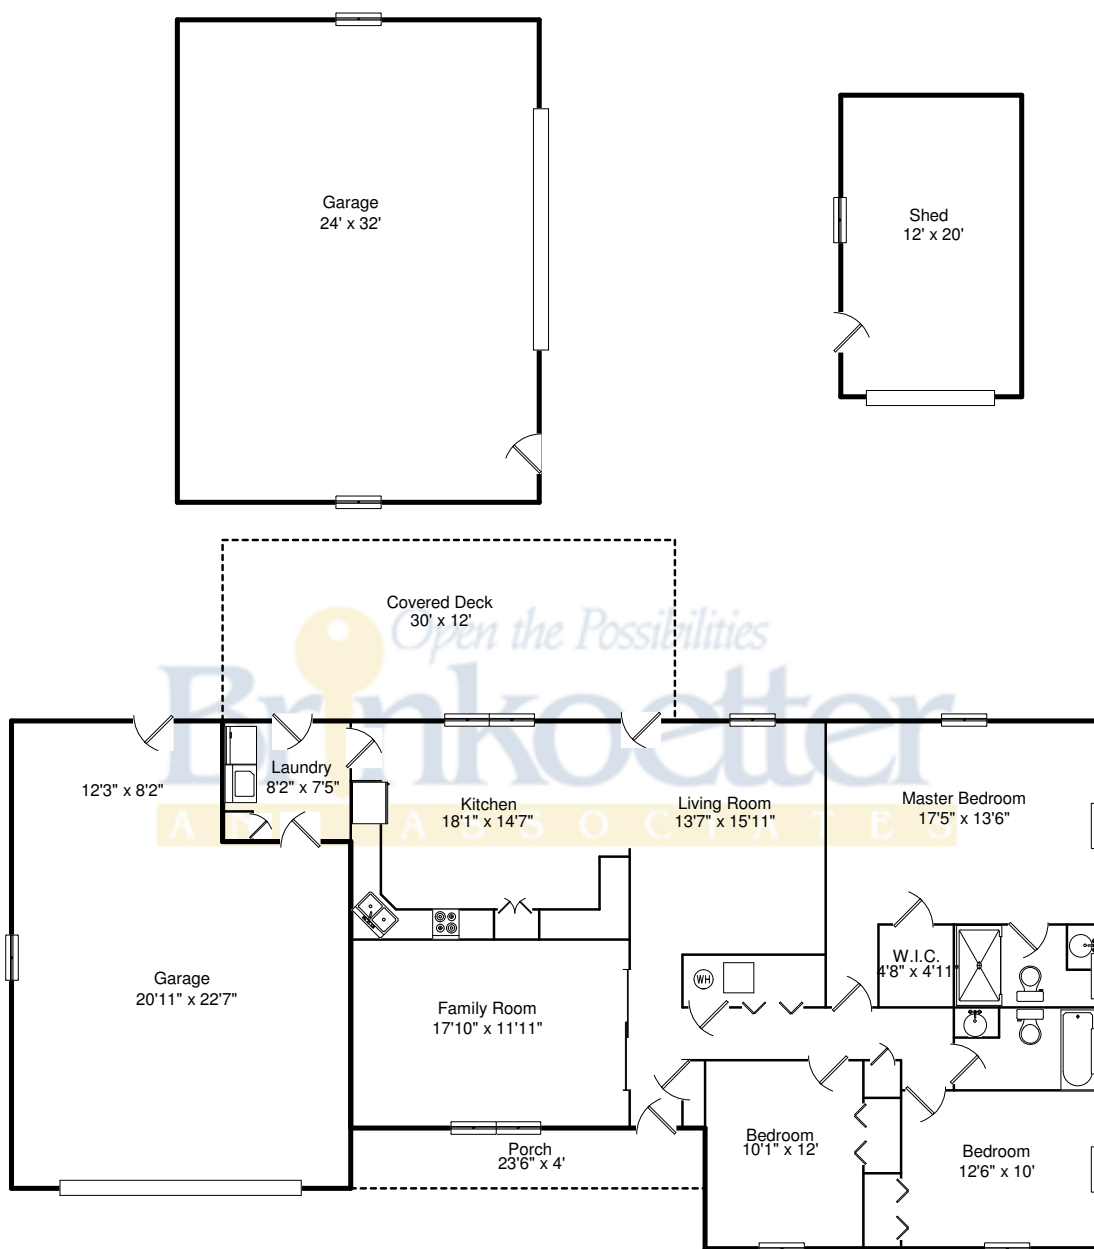 Garage
24' x 32'
Shed
12' x 20'
Covered Deck
30' x 12'
Open the Possibilities
Brinkoetter
AND ASSOCIATES
12'3" x 8'2"
Laundry
8'2" x 7'5"
Kitchen
18'1" x 14'7"
Living Room
13'7" x 15'11"
Master Bedroom
17'5" x 13'6"
W.I.C.
4'8" x 4'11"
WH
Garage
20'11" x 22'7"
Family Room
17'10" x 11'11"
Porch
23'6" x 4'
Bedroom
10'1" x 12'
Bedroom
12'6" x 10'